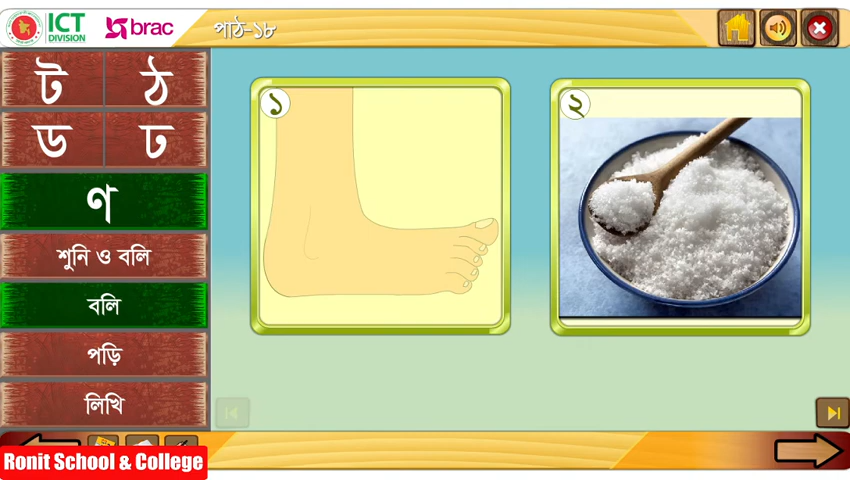 ICT
DIVISION
brac
পাঠ-১৮
ট
ঠ
ড
ঢ
ণ
শুনি ও বলি
বলি
পড়ি
লিখি
১
২
Ronit School & College